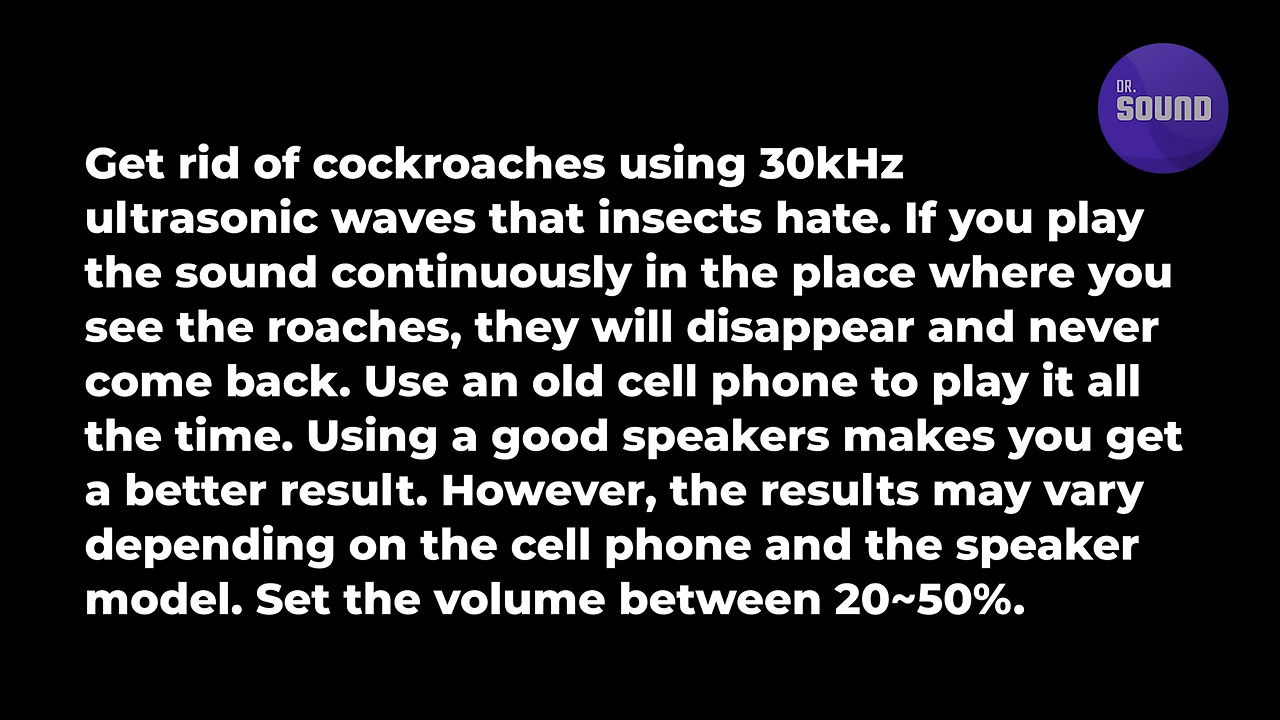 DR.
SOUND
Get rid of cockroaches using 30kHz
ultrasonic waves that insects hate. If you play
the sound continuously in the place where you
see the roaches, they will disappear and never
come back. Use an old cell phone to play it all
the time. Using a good speakers makes you get
a better result. However, the results may vary
depending on the cell phone and the speaker
model. Set the volume between 20~50%.